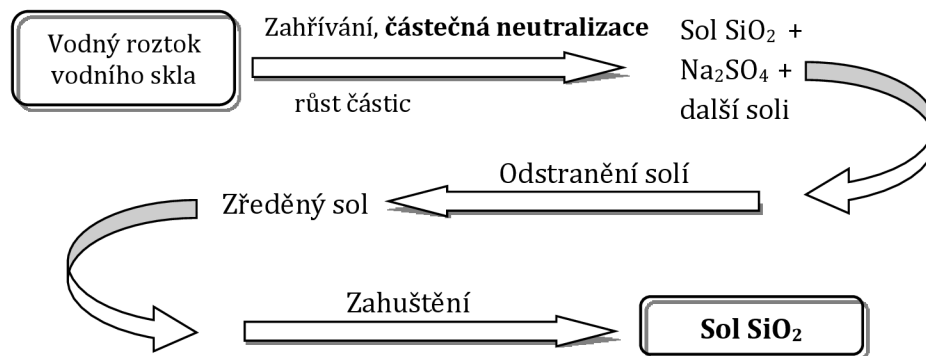 Vodný roztok
vodního skla
Zahřívání, částečná neutralizace
růst částic
Sol SiO₂ +
Na₂SO₄ +
další soli
Odstranění solí
Zředěný sol
Zahuštění
Sol SiO₂